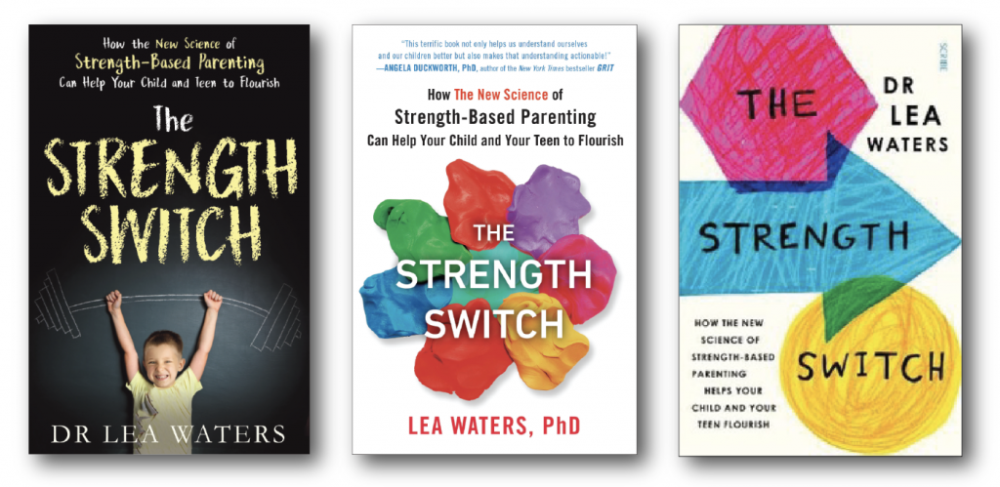 How the New Science of
Strength-Based Parenting
Can Help Your Child and Teen to Flourish
The
STRENGTH
SWITCH
DR LEA WATERS
"This terrific book not only helps us understand ourselves
and our children better but also makes that understanding actionable!"
—ANGELA DUCKWORTH, PhD, author of the New York Times bestseller GRIT
How The New Science of
Strength-Based Parenting
Can Help Your Child and Your Teen to Flourish
THE
STRENGTH
SWITCH
LEA WATERS, PhD
SCRIBE
THE
DR
LEA
WATERS
STRENGTH
SWITCH
HOW THE NEW
SCIENCE OF
STRENGTH-BASED
PARENTING
HELPS YOUR
CHILD AND YOUR
TEEN FLOURISH